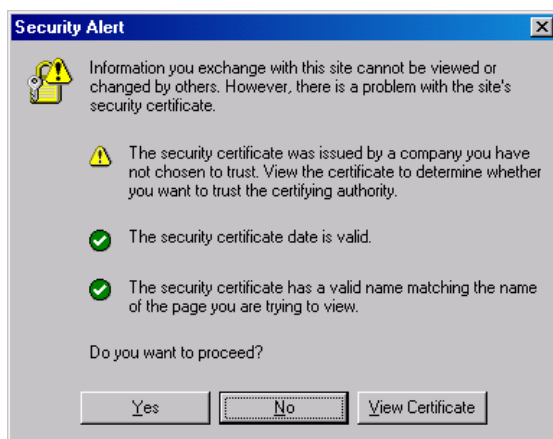 Security Alert
Information you exchange with this site cannot be viewed or
changed by others. However, there is a problem with the site's
security certificate.
The security certificate was issued by a company you have
not chosen to trust. View the certificate to determine whether
you want to trust the certifying authority.
The security certificate date is valid.
The security certificate has a valid name matching the name
of the page you are trying to view.
Do you want to proceed?
Yes No View Certificate